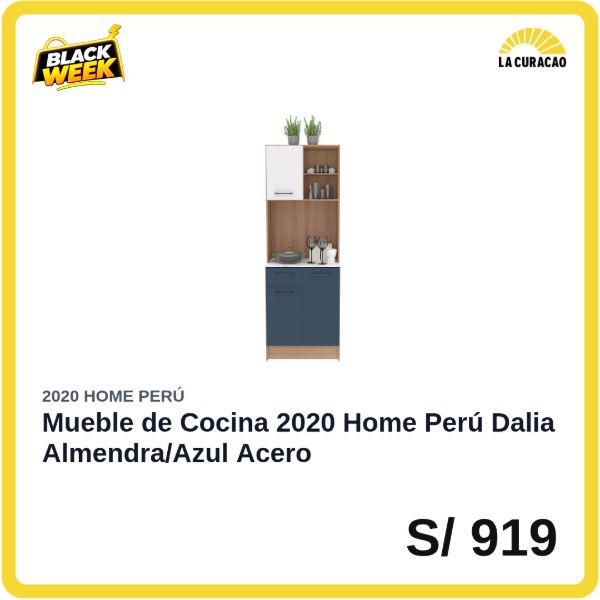 BLACK
WEEK
LA CURACAO
2020 HOME PERÚ
Mueble de Cocina 2020 Home Perú Dalia
Almendra/Azul Acero
S/ 919